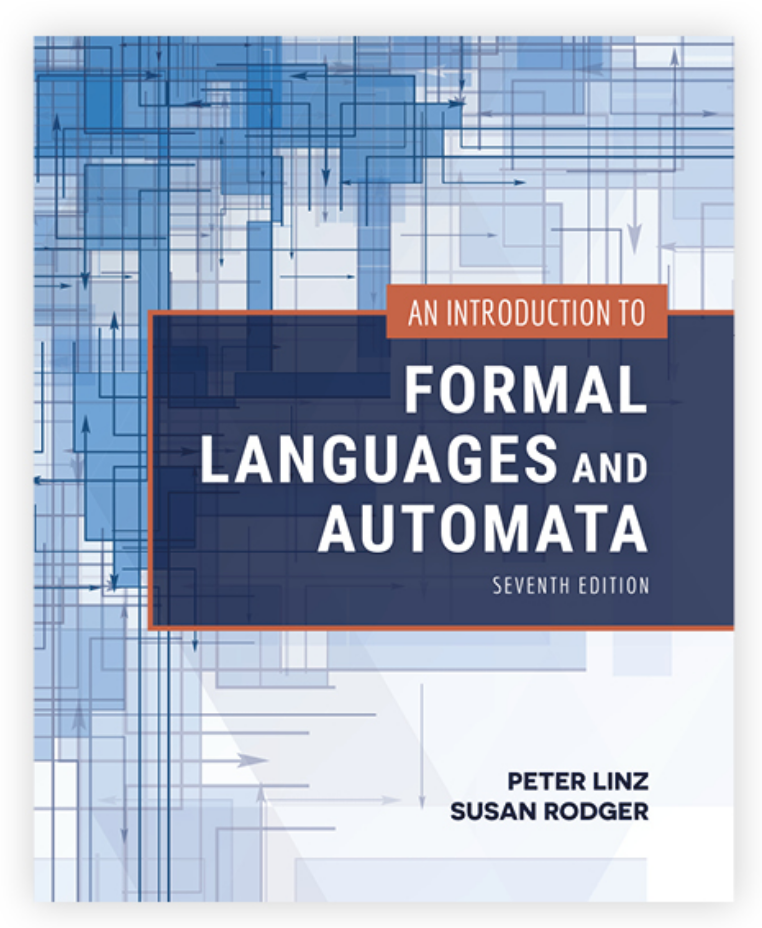 AN INTRODUCTION TO
FORMAL
LANGUAGES AND
AUTOMATA
SEVENTH EDITION
PETER LINZ
SUSAN RODGER